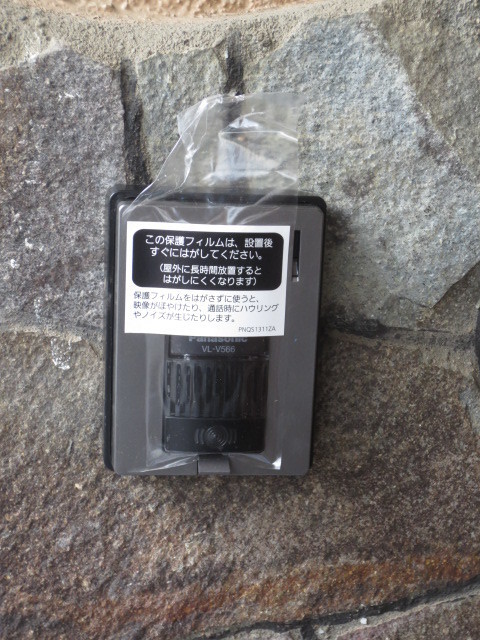 この保護フィルムは、設置後
すぐにはがしてください。
(屋外に長時間放置すると
はがしにくくなります)
保護フィルムをはがさずに使うと、
映像がぼやけたり、通話時にハウリング
やノイズが生じたりします。
PNQS1311ZA
Panasonic
VL-V566